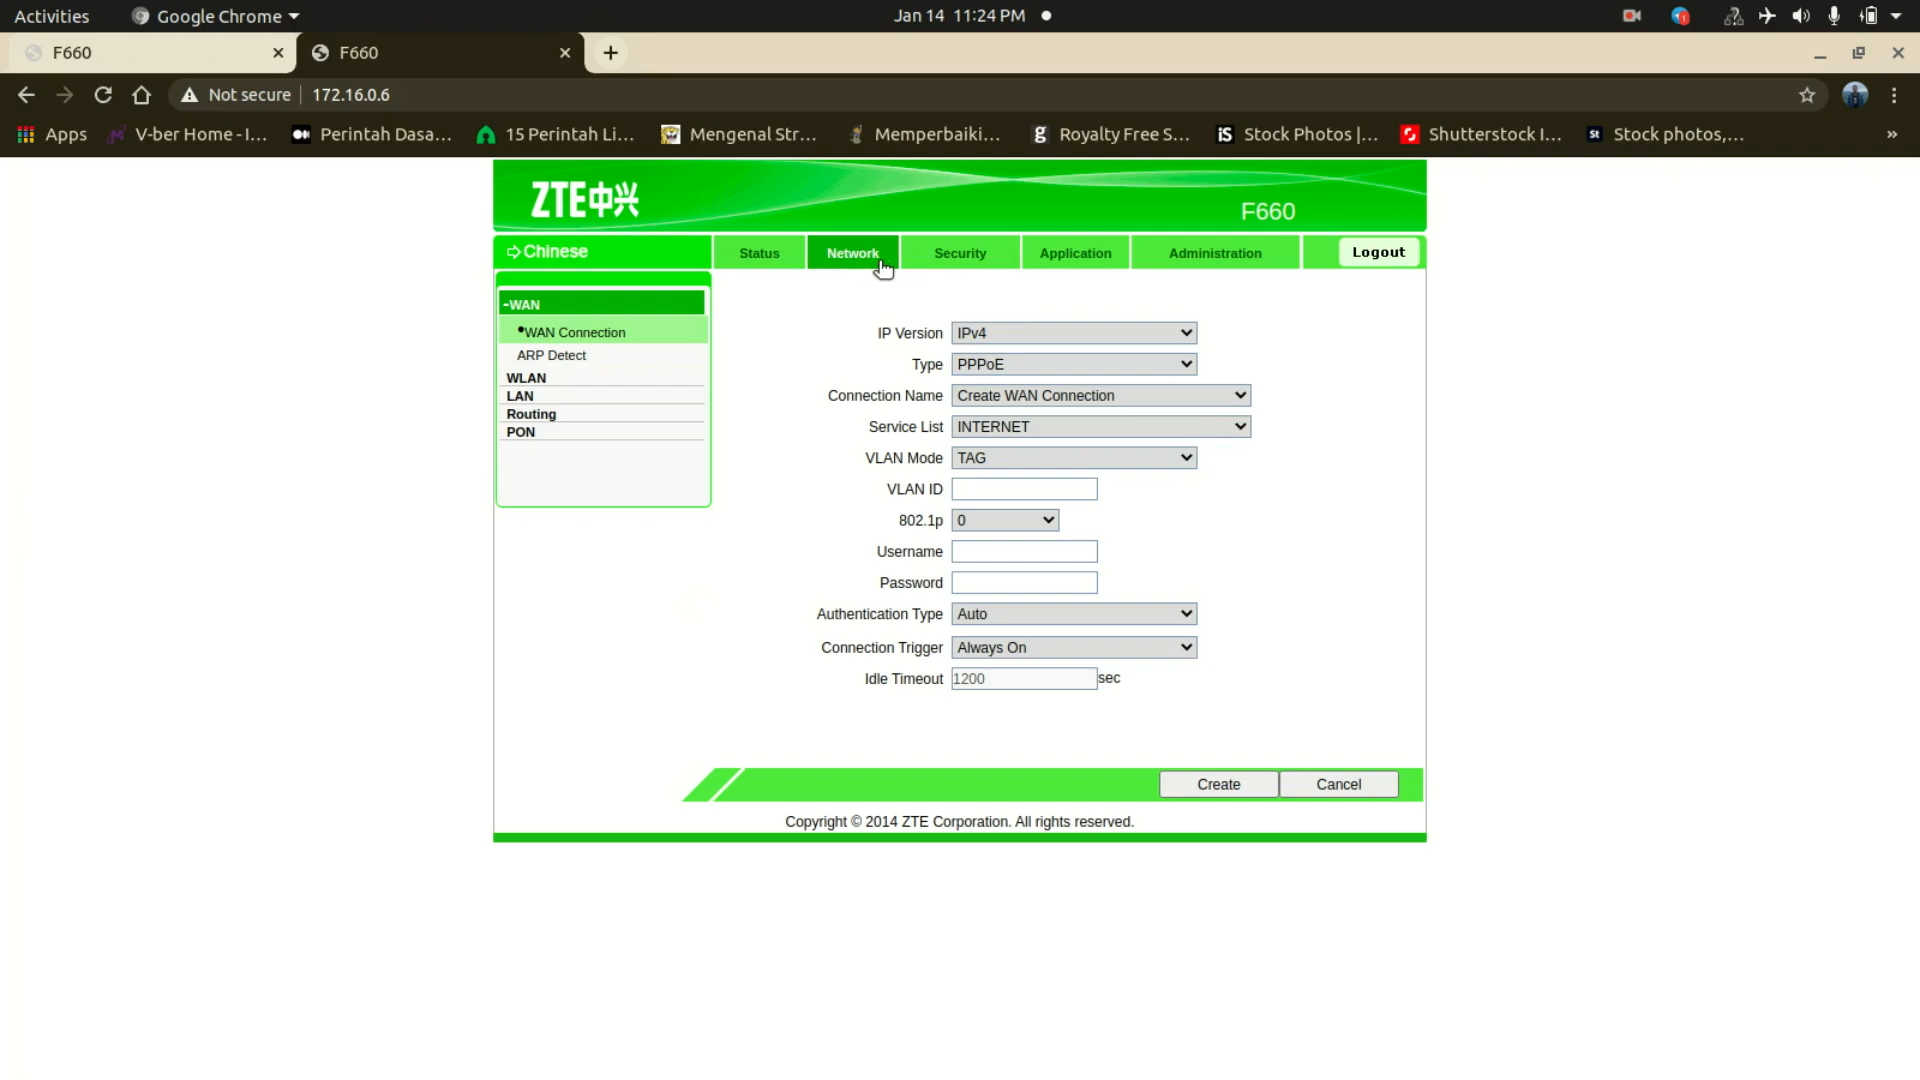 Activities Google Chrome Jan 14 11:24 PM
F660 F660
Not secure 172.16.0.6
Apps V-ber Home - I... Perintah Dasa... 15 Perintah Li... Mengenal Str... Memperbaiki... Royalty Free S... Stock Photos |... Shutterstock I... Stock photos,... »
ZTE中兴
F660
Chinese Status Network Security Application Administration Logout
-WAN
WAN Connection
ARP Detect
WLAN
LAN
Routing
PON
IP Version IPv4
Type PPPoE
Connection Name Create WAN Connection
Service List INTERNET
VLAN Mode TAG
VLAN ID
802.1p 0
Username
Password
Authentication Type Auto
Connection Trigger Always On
Idle Timeout 1200 sec
Create Cancel
Copyright © 2014 ZTE Corporation. All rights reserved.